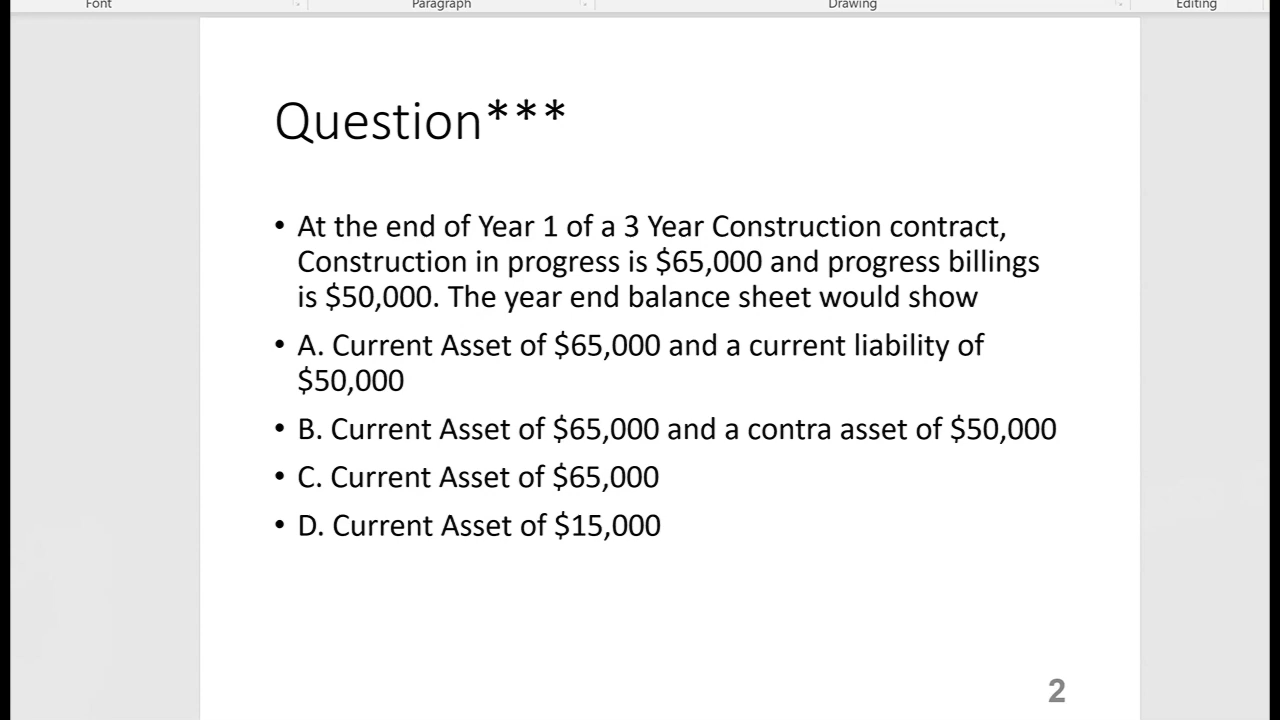 Font Paragraph Drawing Editing
Question***
• At the end of Year 1 of a 3 Year Construction contract,
Construction in progress is $65,000 and progress billings
is $50,000. The year end balance sheet would show
• A. Current Asset of $65,000 and a current liability of
$50,000
• B. Current Asset of $65,000 and a contra asset of $50,000
• C. Current Asset of $65,000
• D. Current Asset of $15,000
2